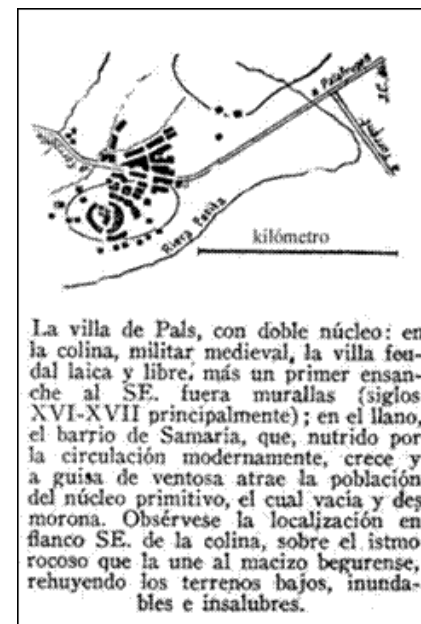 a Palafrugell
Riera Fatita
kilómetro
La villa de Pals, con doble núcleo: en
la colina, militar medieval, la villa feu-
dal laica y libre, más un primer ensan-
che al SE. fuera murallas (siglos
XVI-XVII principalmente); en el llano,
el barrio de Samaria, que, nutrido por
la circulación modernamente, crece y
a guisa de ventosa atrae la población
del núcleo primitivo, el cual vacia y des
morona. Obsérvese la localización en
flanco SE. de la colina, sobre el istmo
rocoso que la une al macizo begurense,
rehuyendo los terrenos bajos, inunda-
bles e insalubres.